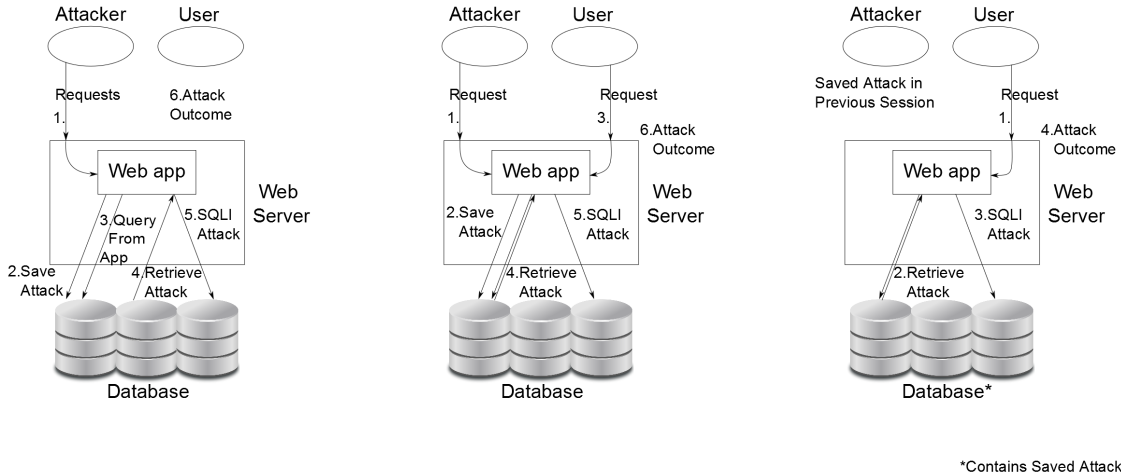 Attacker
User
Requests
1.
6.Attack
Outcome
Web app
Web
Server
3.Query
From
App
5.SQLI
Attack
2.Save
Attack
4.Retrieve
Attack
Database
Attacker
User
Request
1.
Request
3.
6.Attack
Outcome
Web app
Web
Server
2.Save
Attack
5.SQLI
Attack
4.Retrieve
Attack
Database
Attacker
User
Saved Attack in
Previous Session
Request
1.
4.Attack
Outcome
Web app
Web
Server
3.SQLI
Attack
2.Retrieve
Attack
Database*
*Contains Saved Attack